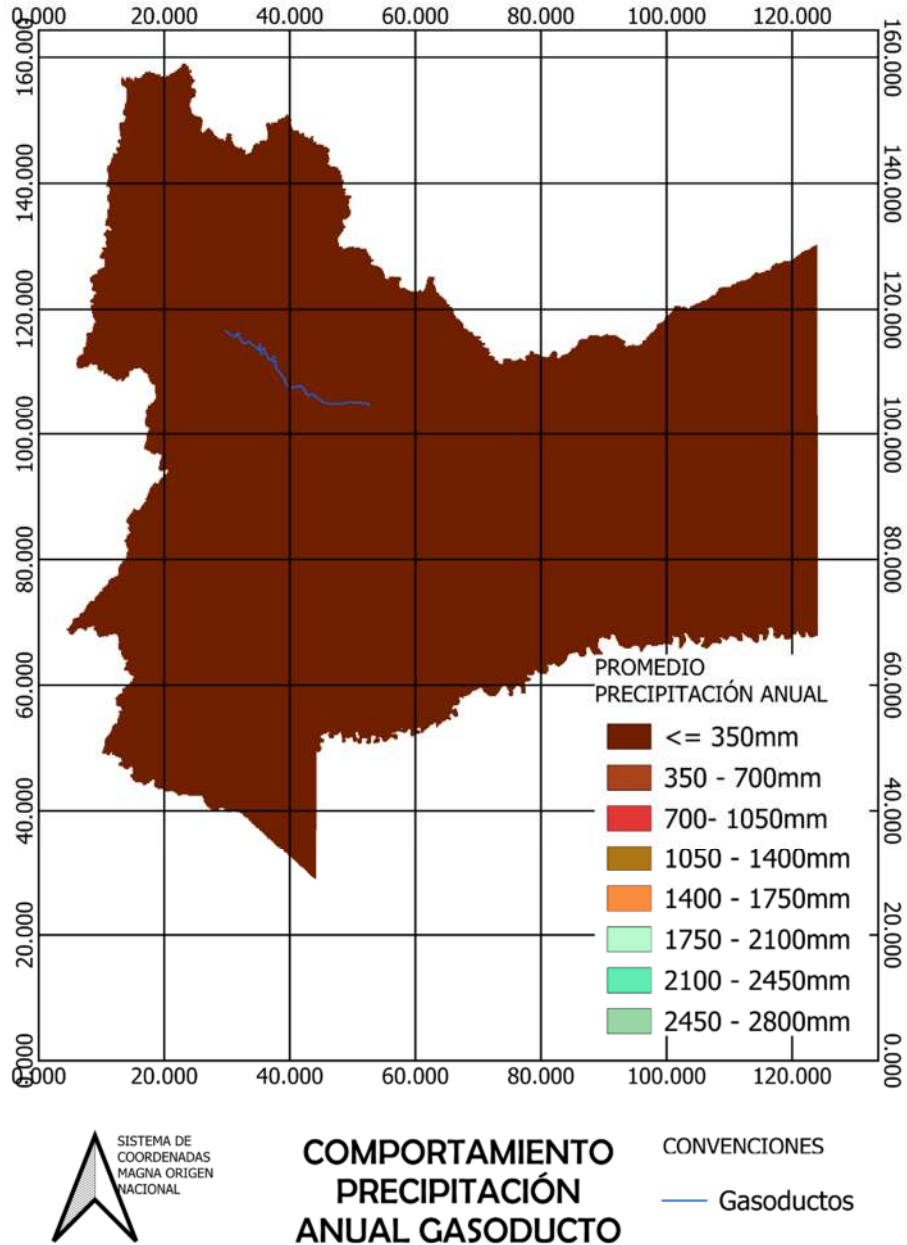 0.000 20.000 40.000 60.000 80.000 100.000 120.000
160.000 160.000
140.000 140.000
120.000 120.000
100.000 100.000
80.000 80.000
60.000 60.000
40.000 40.000
20.000 20.000
0.000 0.000
0.000 20.000 40.000 60.000 80.000 100.000 120.000
PROMEDIO
PRECIPITACIÓN ANUAL
<= 350mm
350 - 700mm
700- 1050mm
1050 - 1400mm
1400 - 1750mm
1750 - 2100mm
2100 - 2450mm
2450 - 2800mm
SISTEMA DE
COORDENADAS
MAGNA ORIGEN
NACIONAL
COMPORTAMIENTO
PRECIPITACIÓN
ANUAL GASODUCTO
CONVENCIONES
Gasoductos